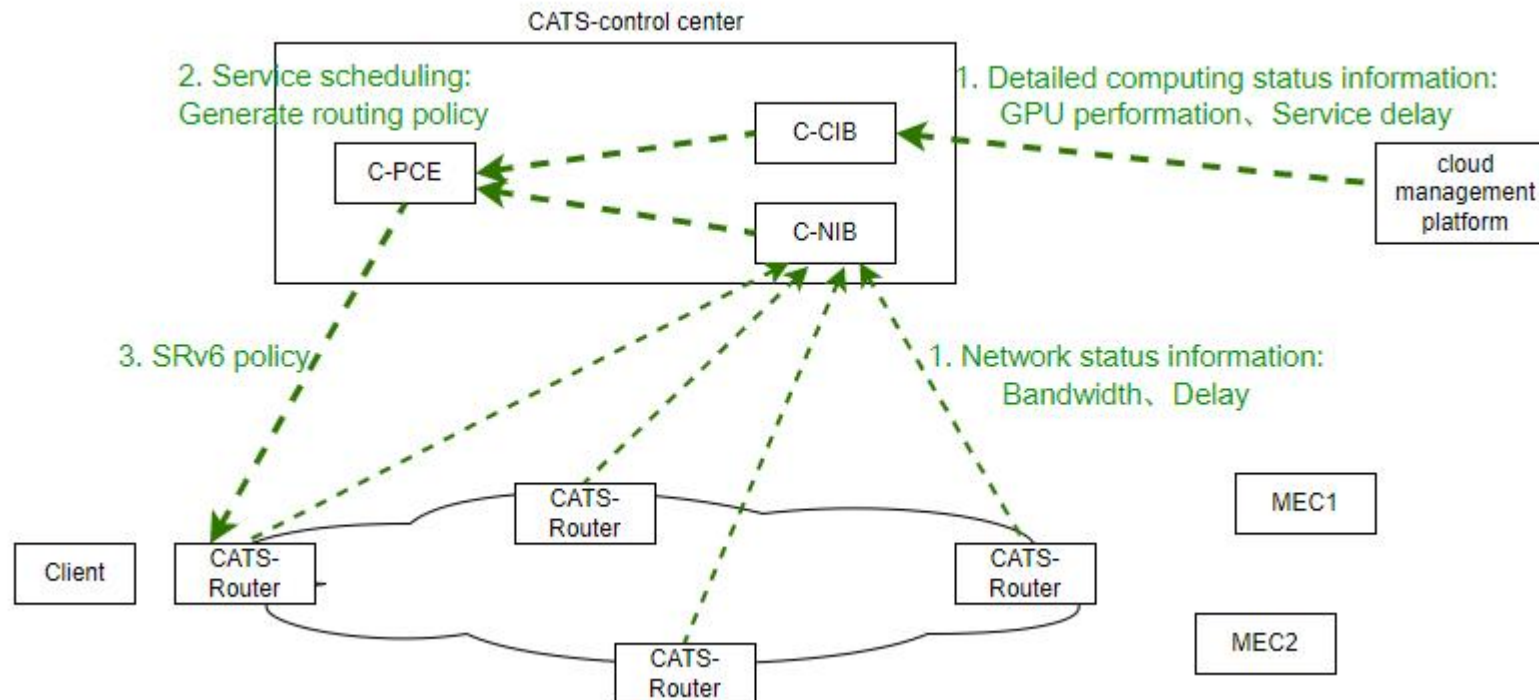 CATS-control center
2. Service scheduling:
Generate routing policy
1. Detailed computing status information:
GPU performation、Service delay
C-CIB
C-PCE
cloud
management
platform
C-NIB
3. SRv6 policy
1. Network status information:
Bandwidth、Delay
CATS-
Router
MEC1
Client
CATS-
Router
CATS-
Router
MEC2
CATS-
Router